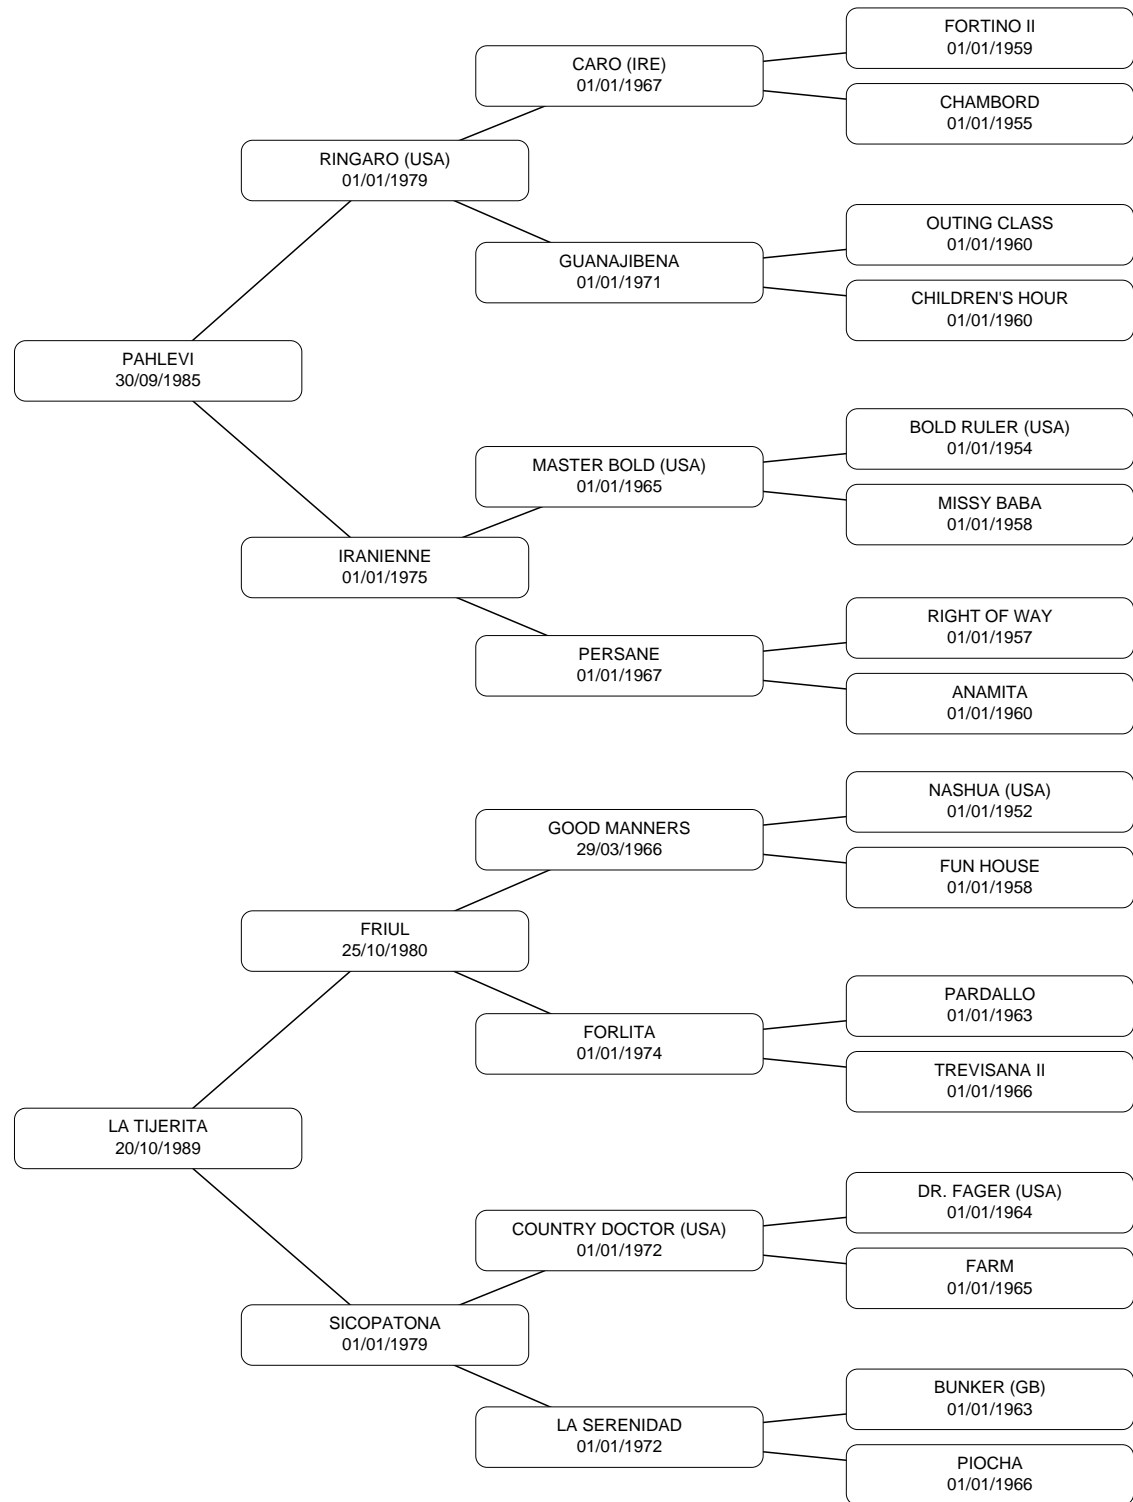 FORTINO II
01/01/1959
CARO (IRE)
01/01/1967
CHAMBORD
01/01/1955
RINGARO (USA)
01/01/1979
OUTING CLASS
01/01/1960
GUANAJIBENA
01/01/1971
CHILDREN'S HOUR
01/01/1960
PAHLEVI
30/09/1985
BOLD RULER (USA)
01/01/1954
MASTER BOLD (USA)
01/01/1965
MISSY BABA
01/01/1958
IRANIENNE
01/01/1975
RIGHT OF WAY
01/01/1957
PERSANE
01/01/1967
ANAMITA
01/01/1960
NASHUA (USA)
01/01/1952
GOOD MANNERS
29/03/1966
FUN HOUSE
01/01/1958
FRIUL
25/10/1980
PARDALLO
01/01/1963
FORLITA
01/01/1974
TREVISANA II
01/01/1966
LA TIJERITA
20/10/1989
DR. FAGER (USA)
01/01/1964
COUNTRY DOCTOR (USA)
01/01/1972
FARM
01/01/1965
SICOPATONA
01/01/1979
BUNKER (GB)
01/01/1963
LA SERENIDAD
01/01/1972
PIOCHA
01/01/1966